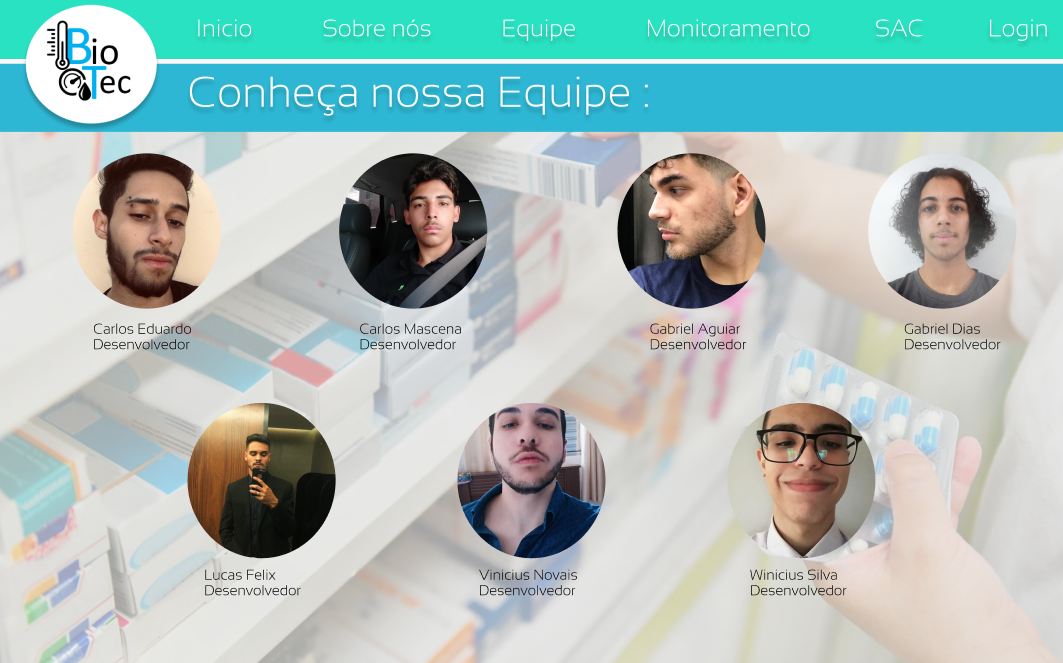 Bio
Tec
Inicio Sobre nós Equipe Monitoramento SAC Login
Conheça nossa Equipe :
Carlos Eduardo
Desenvolvedor
Carlos Mascena
Desenvolvedor
Gabriel Aguiar
Desenvolvedor
Gabriel Dias
Desenvolvedor
Lucas Felix
Desenvolvedor
Vinicius Novais
Desenvolvedor
Winicius Silva
Desenvolvedor